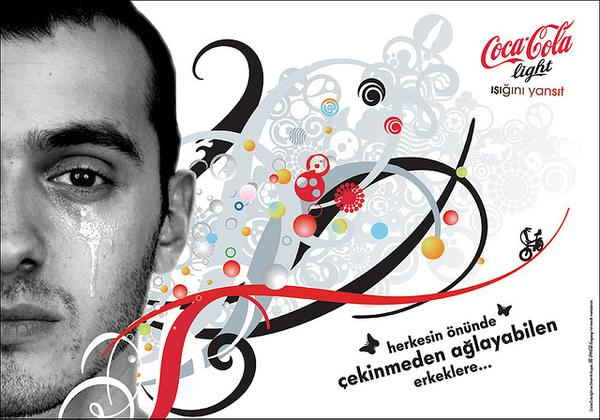 Coca-Cola
light
ışığını yansıt
herkesin önünde
çekinmeden ağlayabilen
erkeklere...